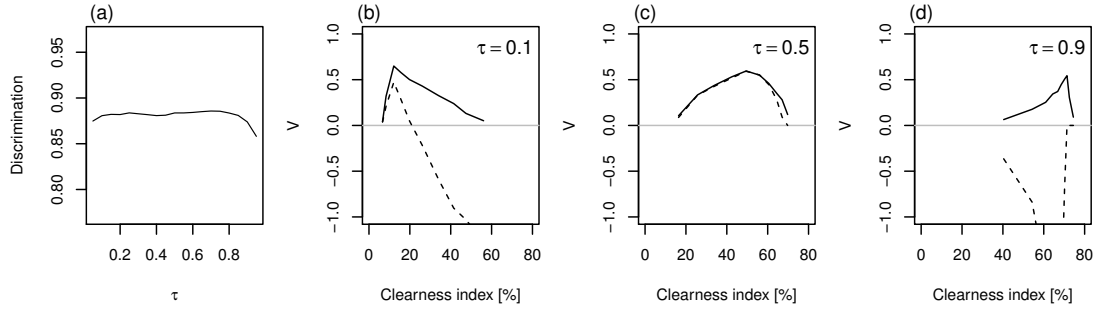 (a)
Discrimination
0.95
0.90
0.85
0.80
0.2 0.4 0.6 0.8
τ
(b)
τ = 0.1
V
1.0
0.5
0.0
−0.5
−1.0
0 20 40 60 80
Clearness index [%]
(c)
τ = 0.5
V
1.0
0.5
0.0
−0.5
−1.0
0 20 40 60 80
Clearness index [%]
(d)
τ = 0.9
V
1.0
0.5
0.0
−0.5
−1.0
0 20 40 60 80
Clearness index [%]